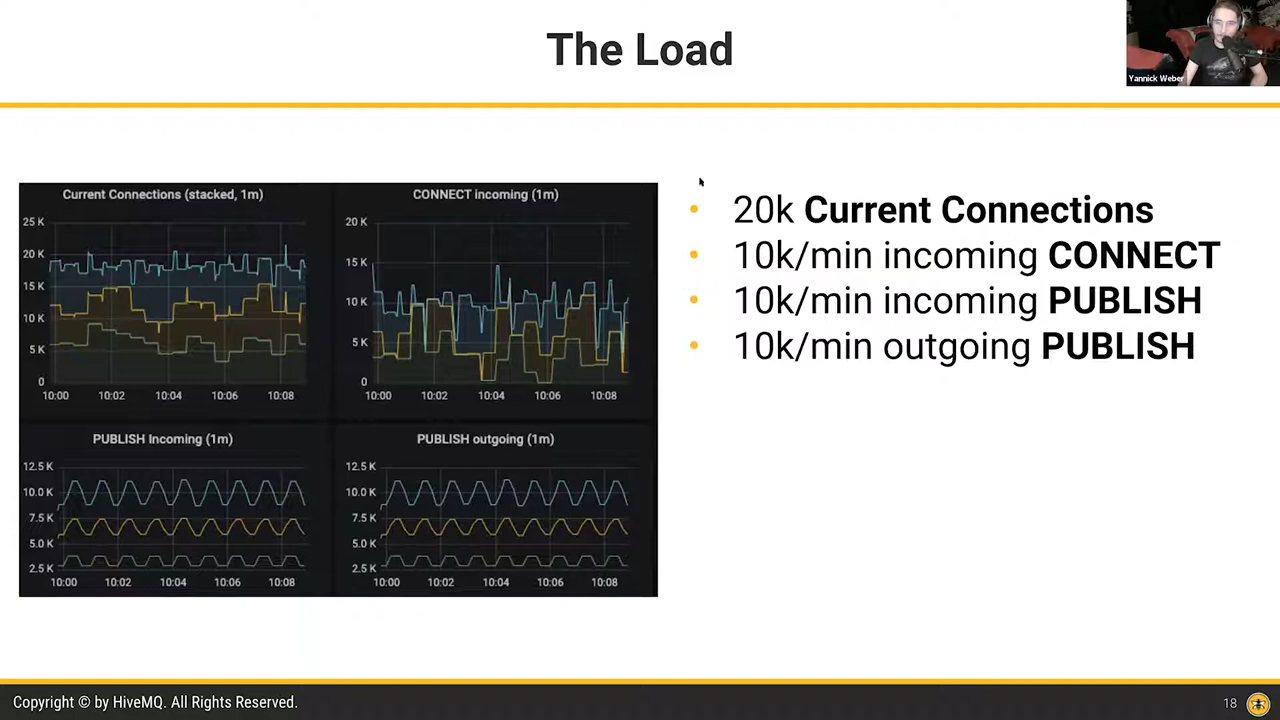 The Load
Yannick Weber
Current Connections (stacked, 1m)
25 K
20 K
15 K
10 K
5 K
0
10:00 10:02 10:04 10:06 10:08
CONNECT incoming (1m)
20 K
15 K
10 K
5 K
0
10:00 10:02 10:04 10:06 10:08
PUBLISH Incoming (1m)
12.5 K
10.0 K
7.5 K
5.0 K
2.5 K
10:00 10:02 10:04 10:06 10:08
PUBLISH outgoing (1m)
12.5 K
10.0 K
7.5 K
5.0 K
2.5 K
10:00 10:02 10:04 10:06 10:08
• 20k Current Connections
• 10k/min incoming CONNECT
• 10k/min incoming PUBLISH
• 10k/min outgoing PUBLISH
Copyright © by HiveMQ. All Rights Reserved.
18